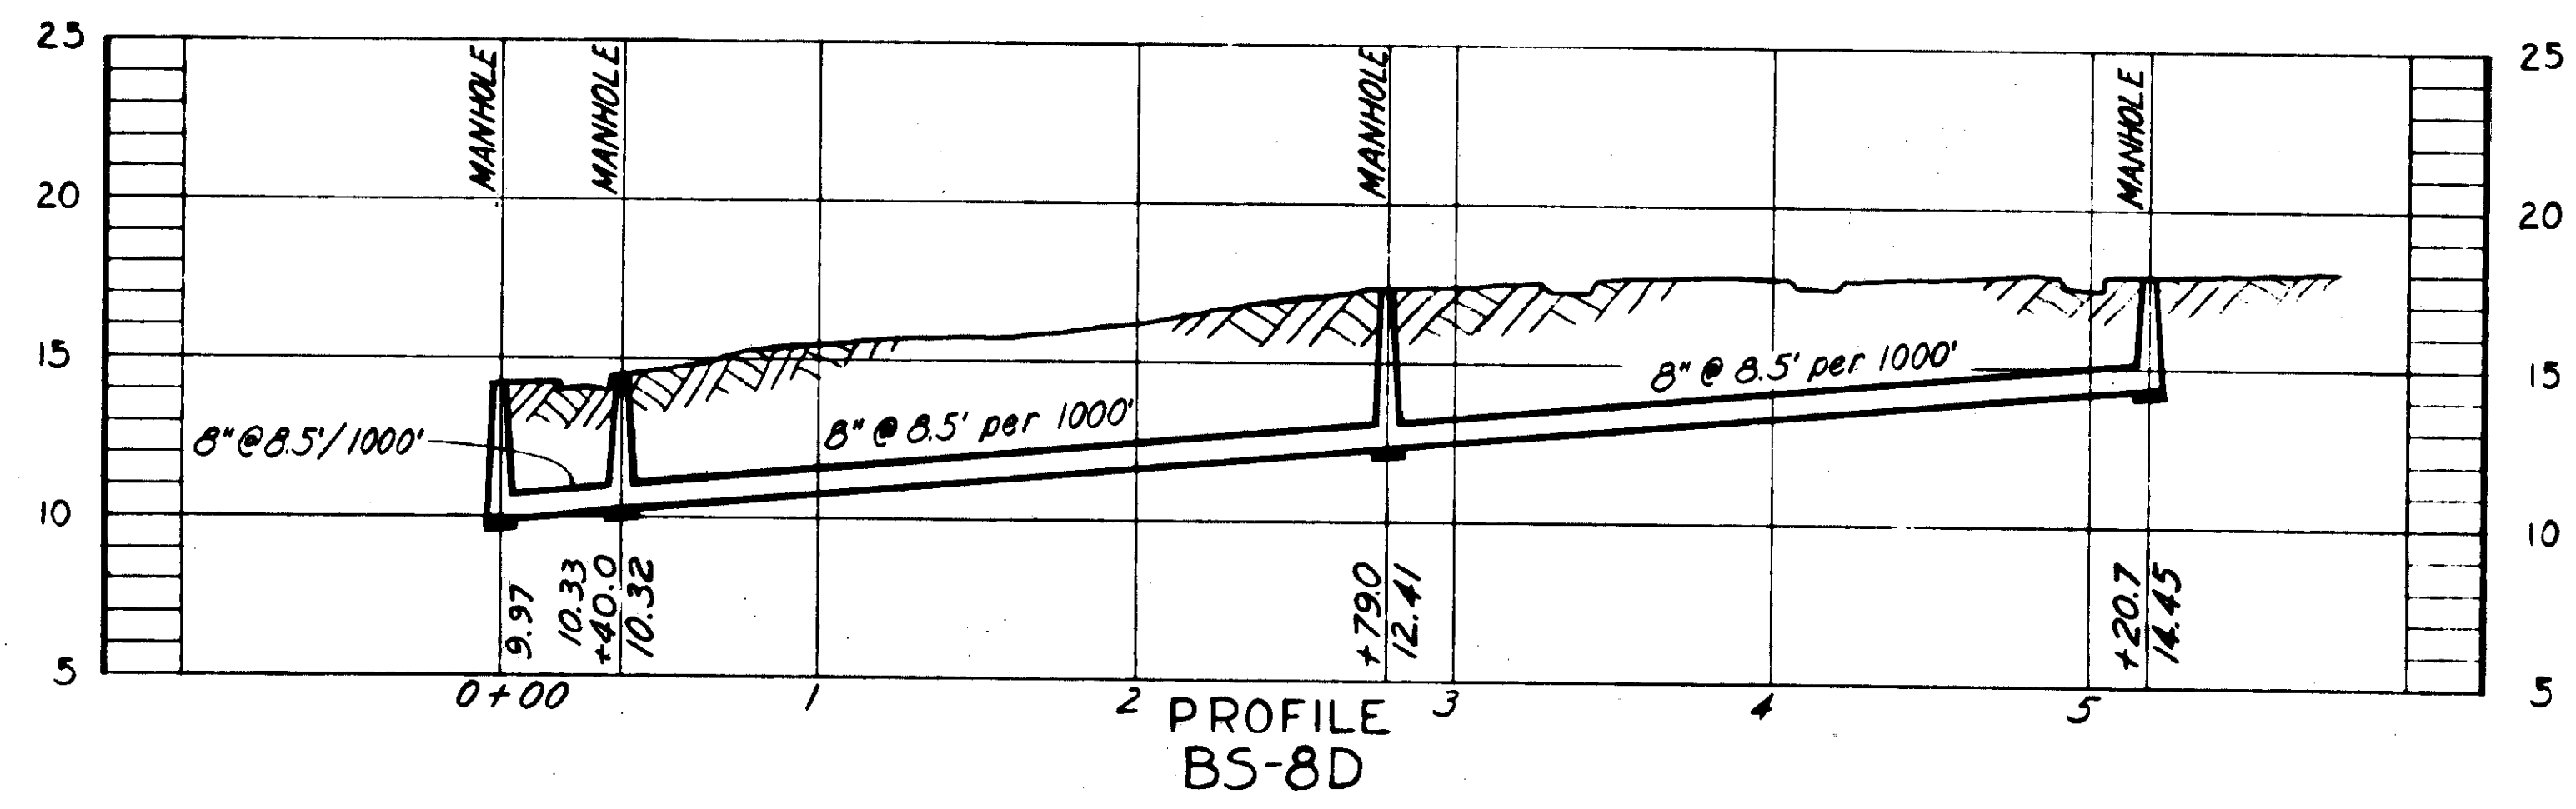 25
20
15
10
5
MANHOLE
MANHOLE
MANHOLE
MANHOLE
25
20
15
10
5
8" @ 8.5'/1000'
8" @ 8.5' per 1000'
8" @ 8.5' per 1000'
9.97
10.33
+40.0
10.32
+79.0
12.41
+20.7
14.45
0+00 1 2 3 4 5
PROFILE
BS-8D